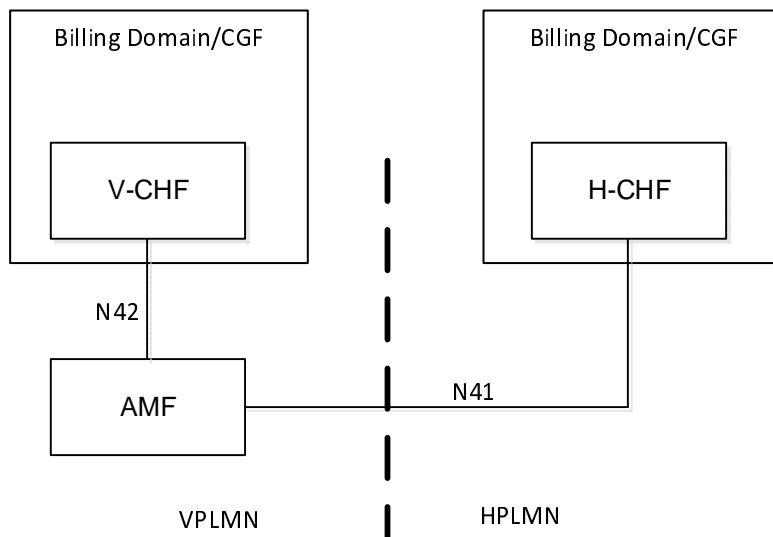 Billing Domain/CGF
Billing Domain/CGF
V-CHF
H-CHF
N42
AMF
N41
VPLMN
HPLMN